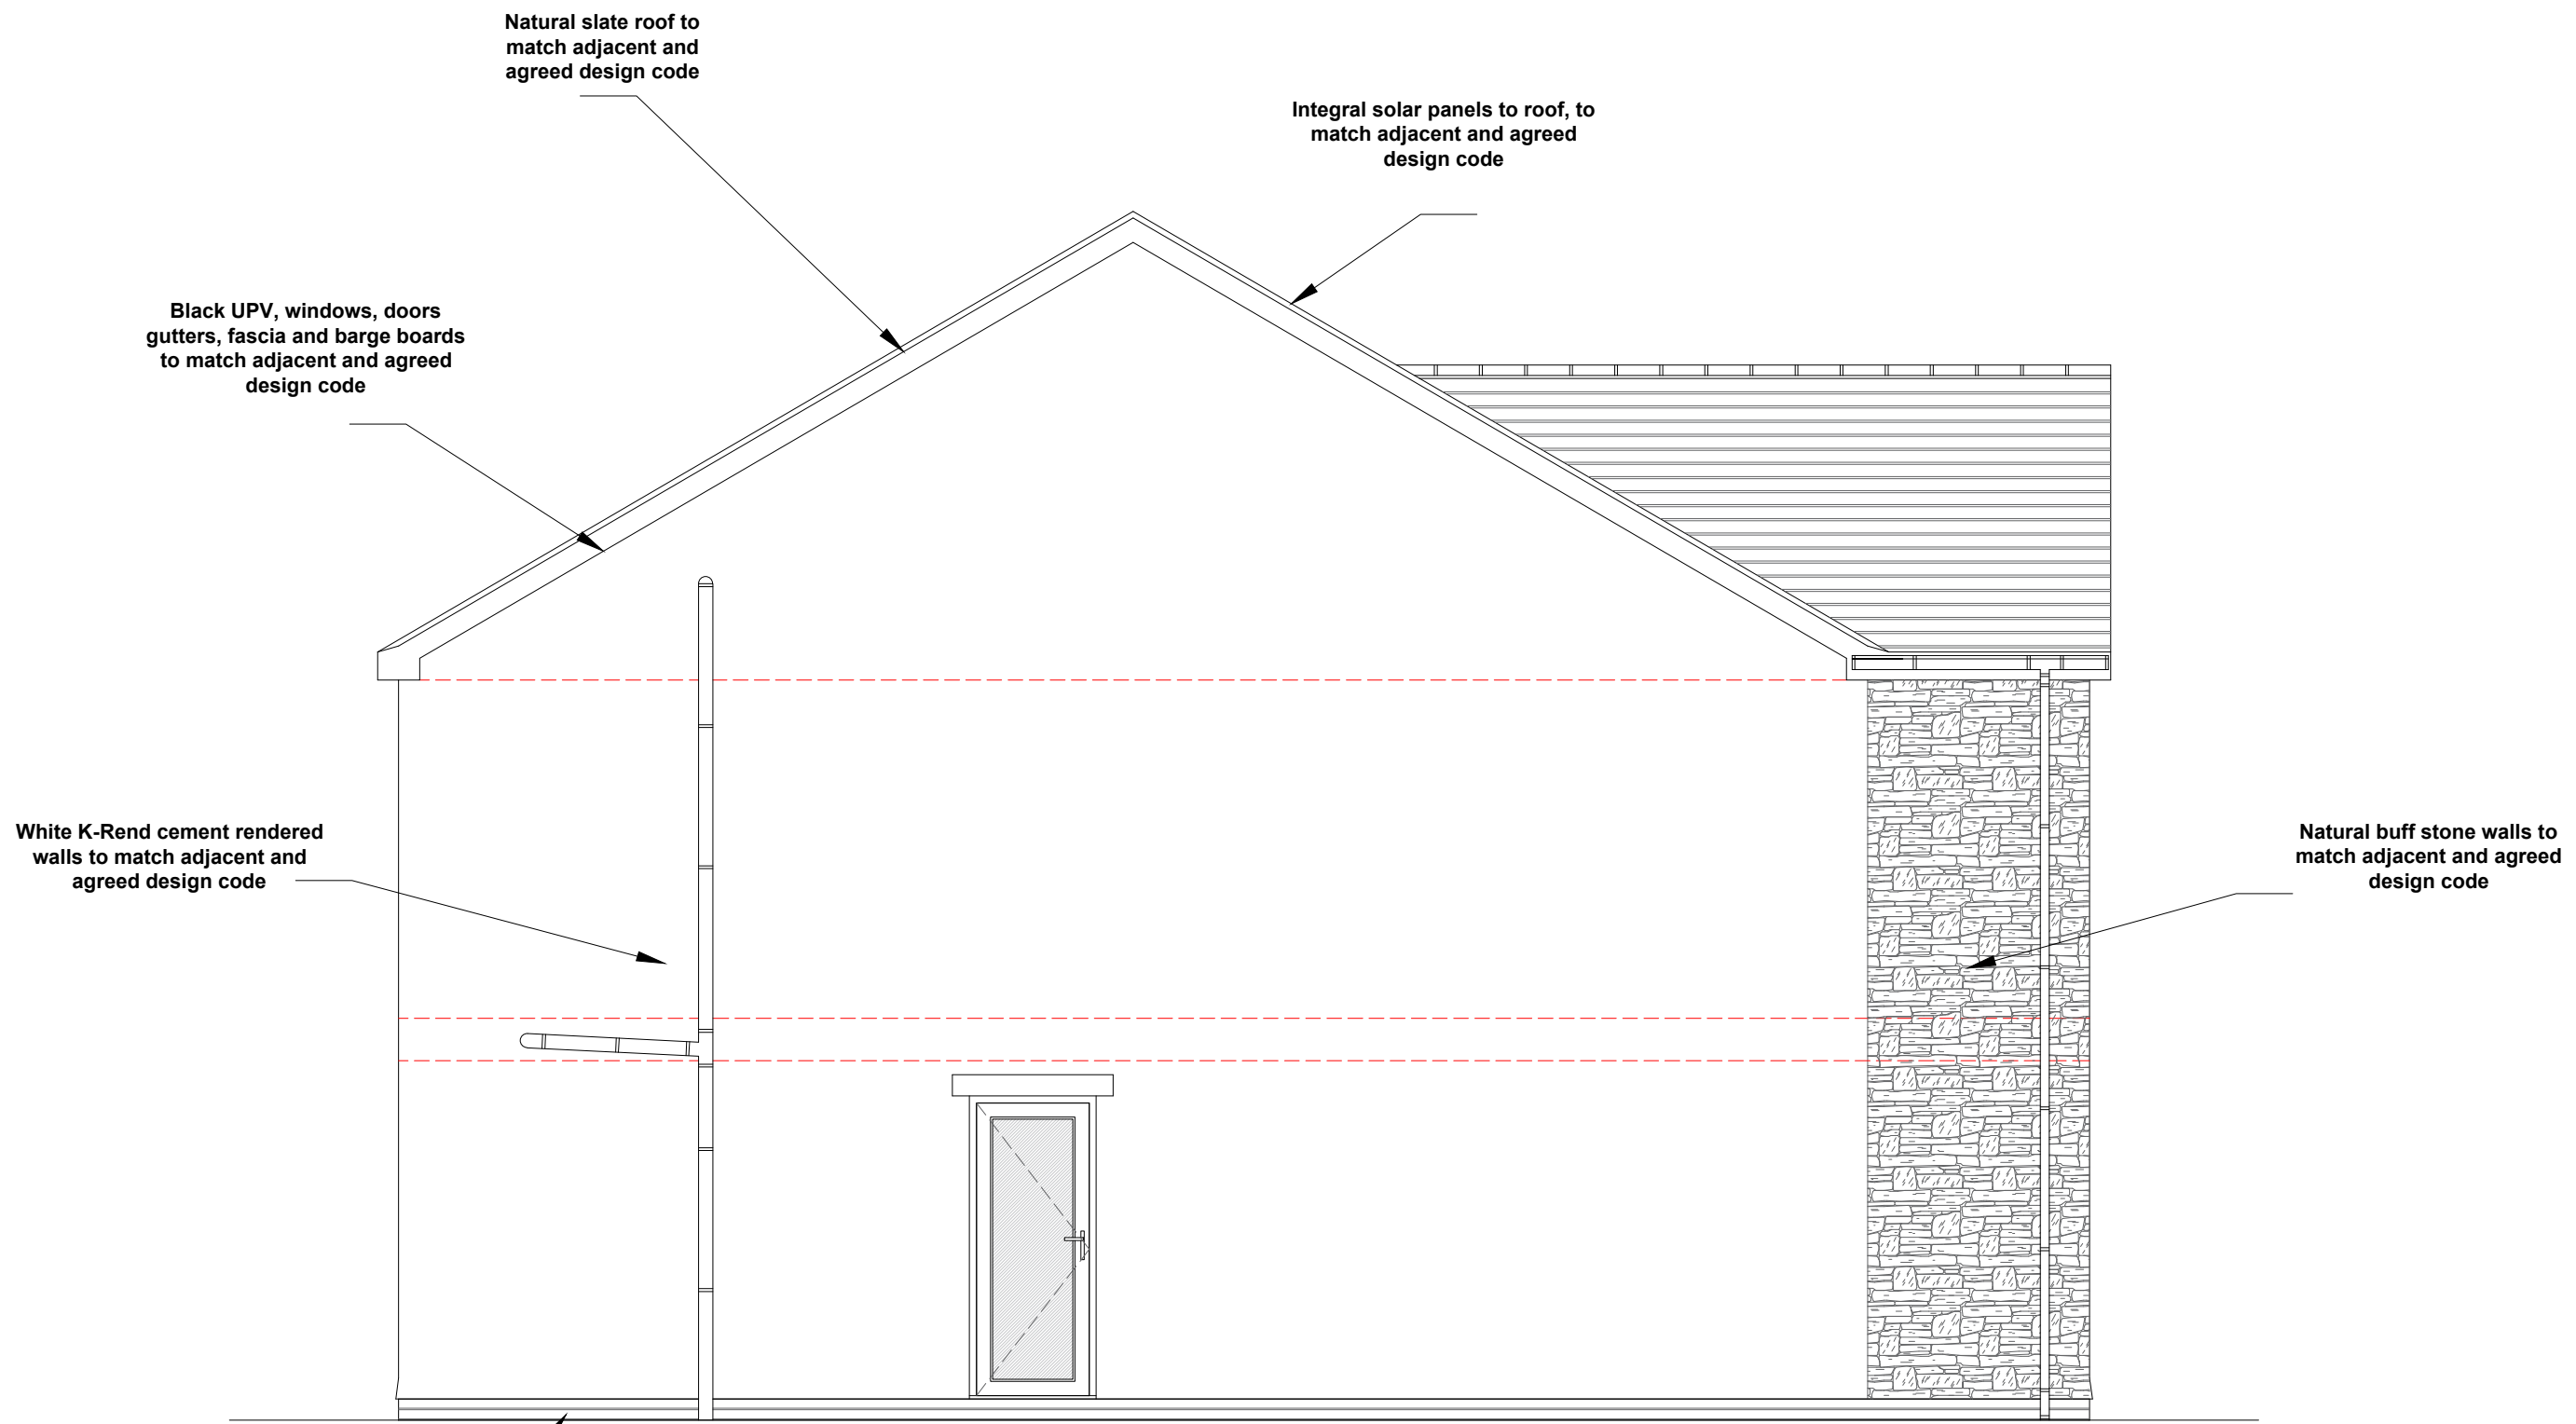 Natural slate roof to
match adjacent and
agreed design code
Integral solar panels to roof, to
match adjacent and agreed
design code
Black UPV, windows, doors
gutters, fascia and barge boards
to match adjacent and agreed
design code
White K-Rend cement rendered
walls to match adjacent and
agreed design code
Natural buff stone walls to
match adjacent and agreed
design code